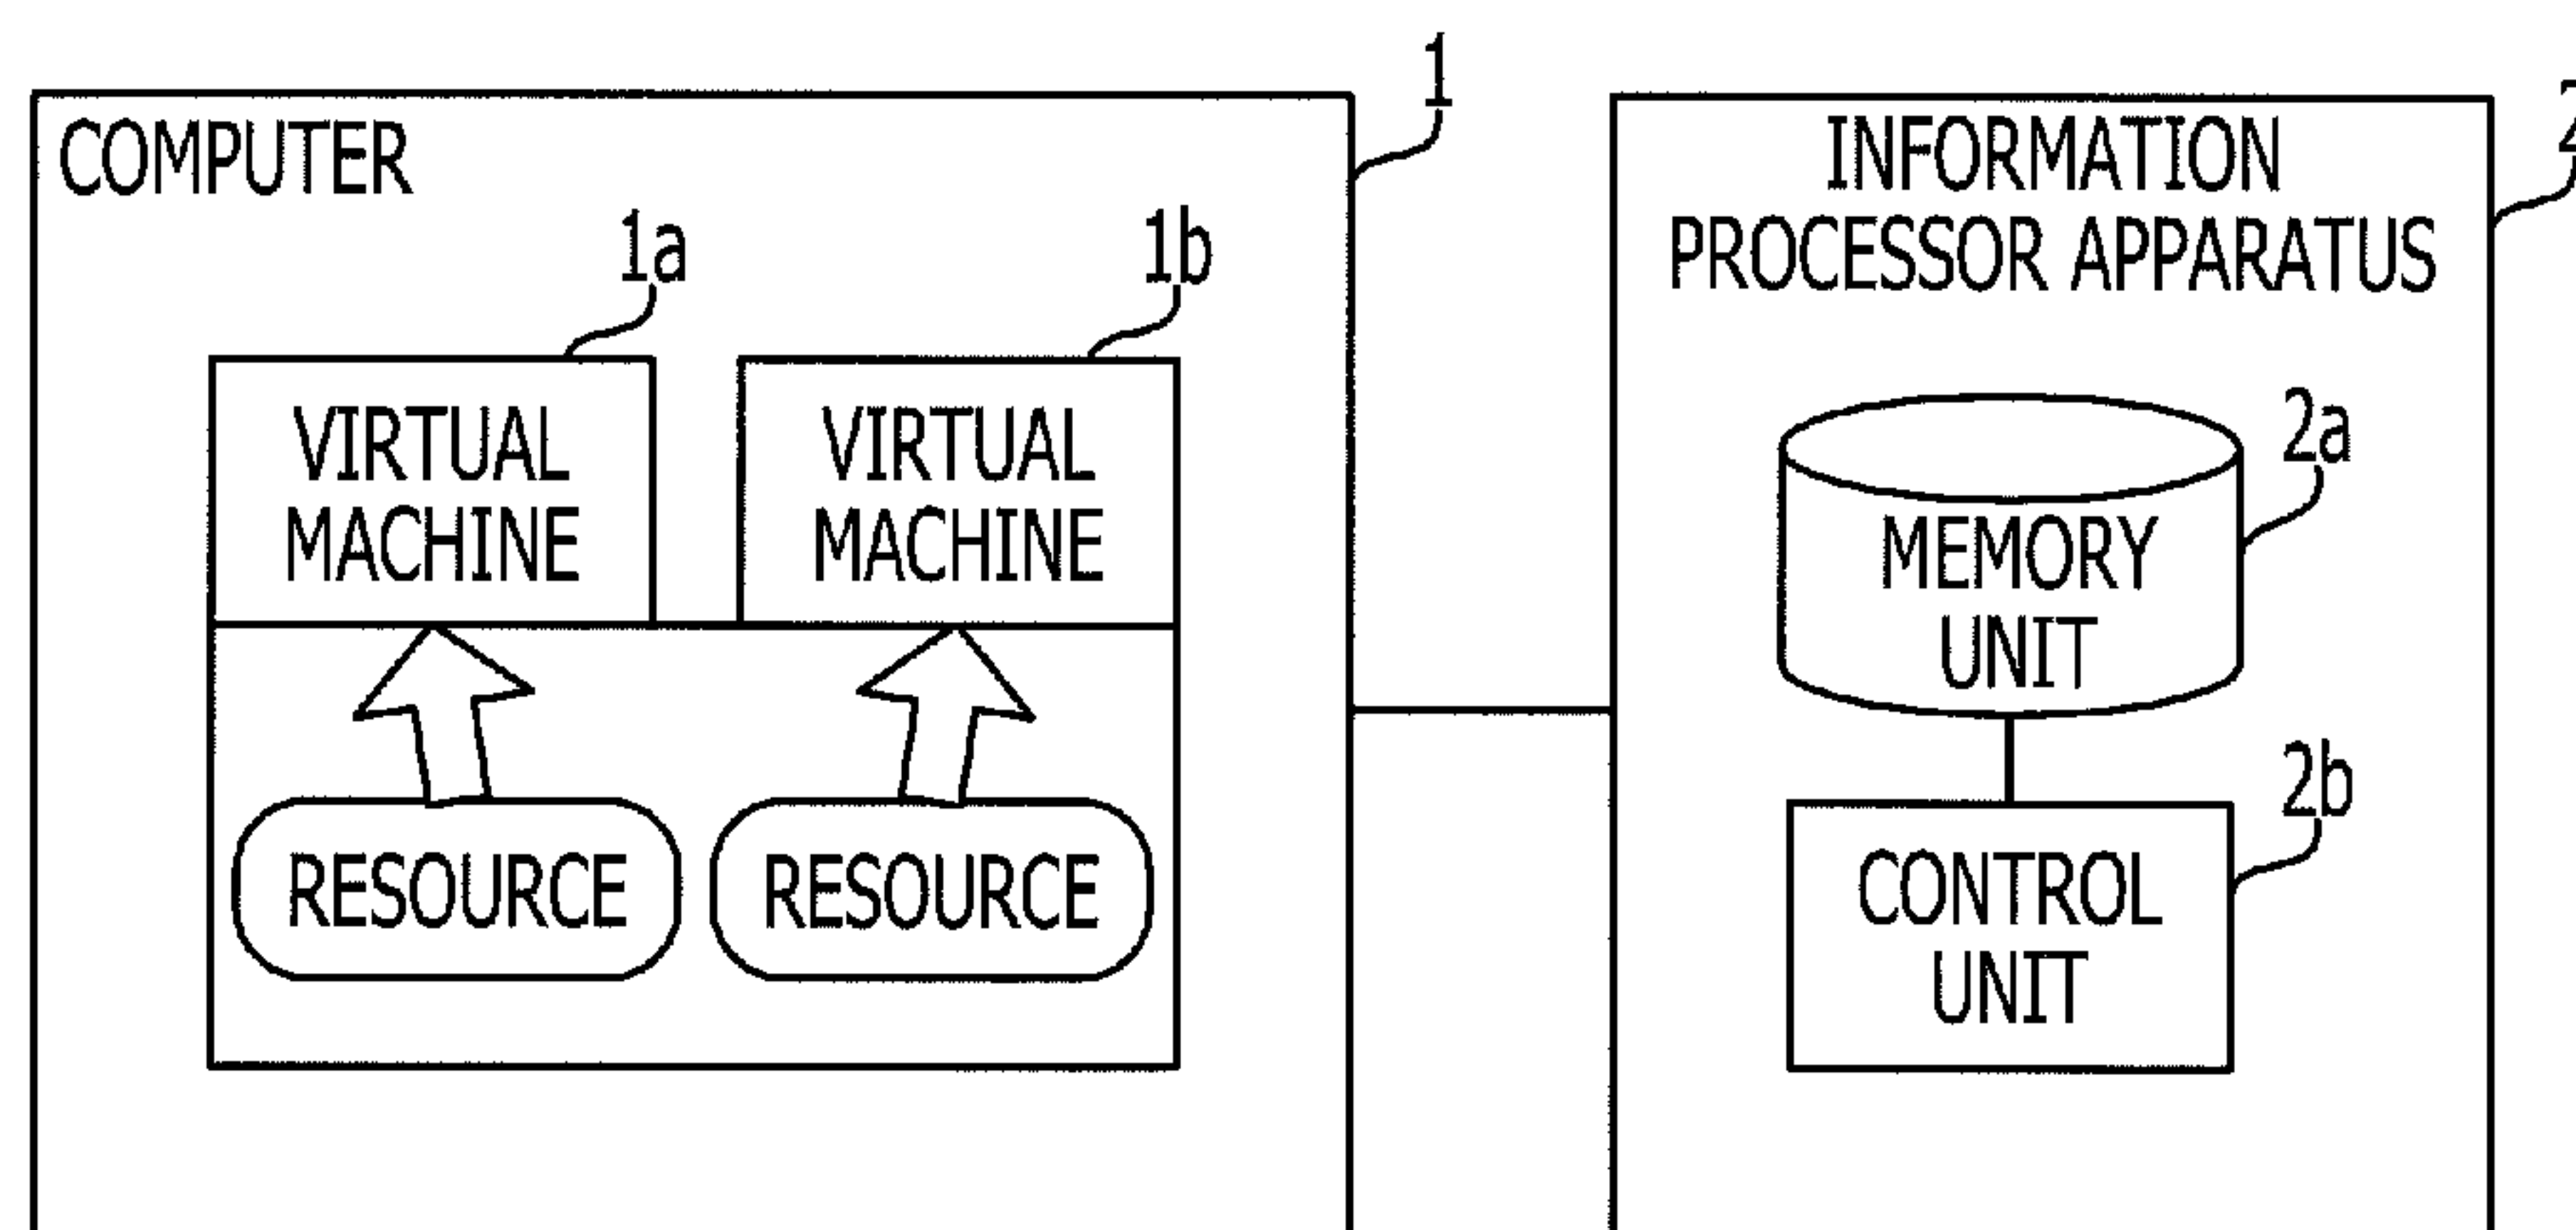 1
COMPUTER
1a
1b
VIRTUAL
MACHINE
VIRTUAL
MACHINE
RESOURCE
RESOURCE
INFORMATION
PROCESSOR APPARATUS
2a
MEMORY
UNIT
2b
CONTROL
UNIT